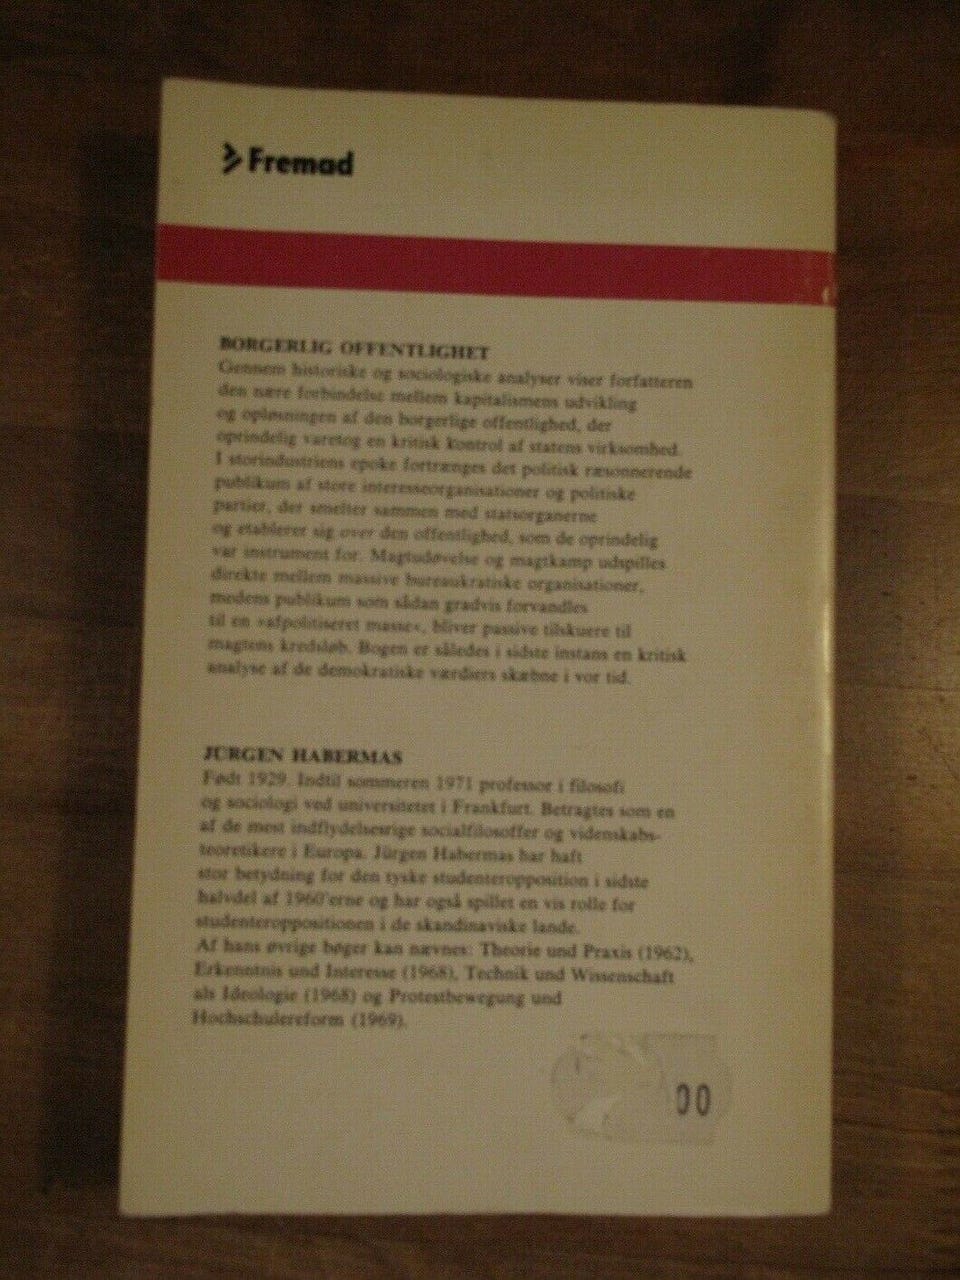 Fremad
BORGERLIG OFFENTLIGHET
Gennem historiske og sociologiske analyser viser forfatteren
den nære forbindelse mellem kapitalismens udvikling
og opløsningen af den borgerlige offentlighed, der
oprindelig varetog en kritisk kontrol af statens virksomhed.
I storindustriens epoke fortrænges det politisk ræsonnerende
publikum af store interesseorganisationer og politiske
partier, der smelter sammen med statsorganerne
og etablerer sig over den offentlighed, som de oprindelig
var instrument for. Magtudøvelse og magtkamp udspilles
direkte mellem massive bureaukratiske organisationer,
medens publikum som sådan gradvis forvandles
til en »afpolitiseret masse«, bliver passive tilskuere til
magtens kredsløb. Bogen er således i sidste instans en kritisk
analyse af de demokratiske værdiers skæbne i vor tid.
JÜRGEN HABERMAS
Født 1929. Indtil sommeren 1971 professor i filosofi
og sociologi ved universitetet i Frankfurt. Betragtes som en
af de mest indflydelsesrige socialfilosoffer og videnskabs-
teoretikere i Europa. Jürgen Habermas har haft
stor betydning for den tyske studenteropposition i sidste
halvdel af 1960'erne og har også spillet en vis rolle for
studenteroppositionen i de skandinaviske lande.
Af hans øvrige bøger kan nævnes: Theorie und Praxis (1962),
Erkenntnis und Interesse (1968), Technik und Wissenschaft
als Ideologie (1968) og Protestbewegung und
Hochschulereform (1969).
00